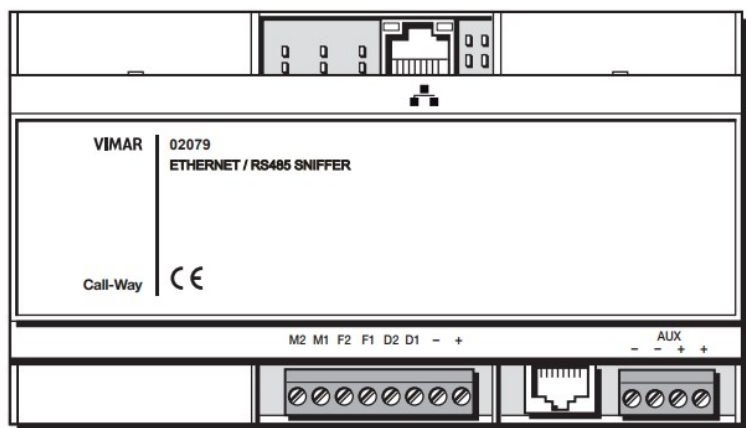 VIMAR 02079
ETHERNET / RS485 SNIFFER
Call-Way CE
M2 M1 F2 F1 D2 D1 – +
AUX
– – + +